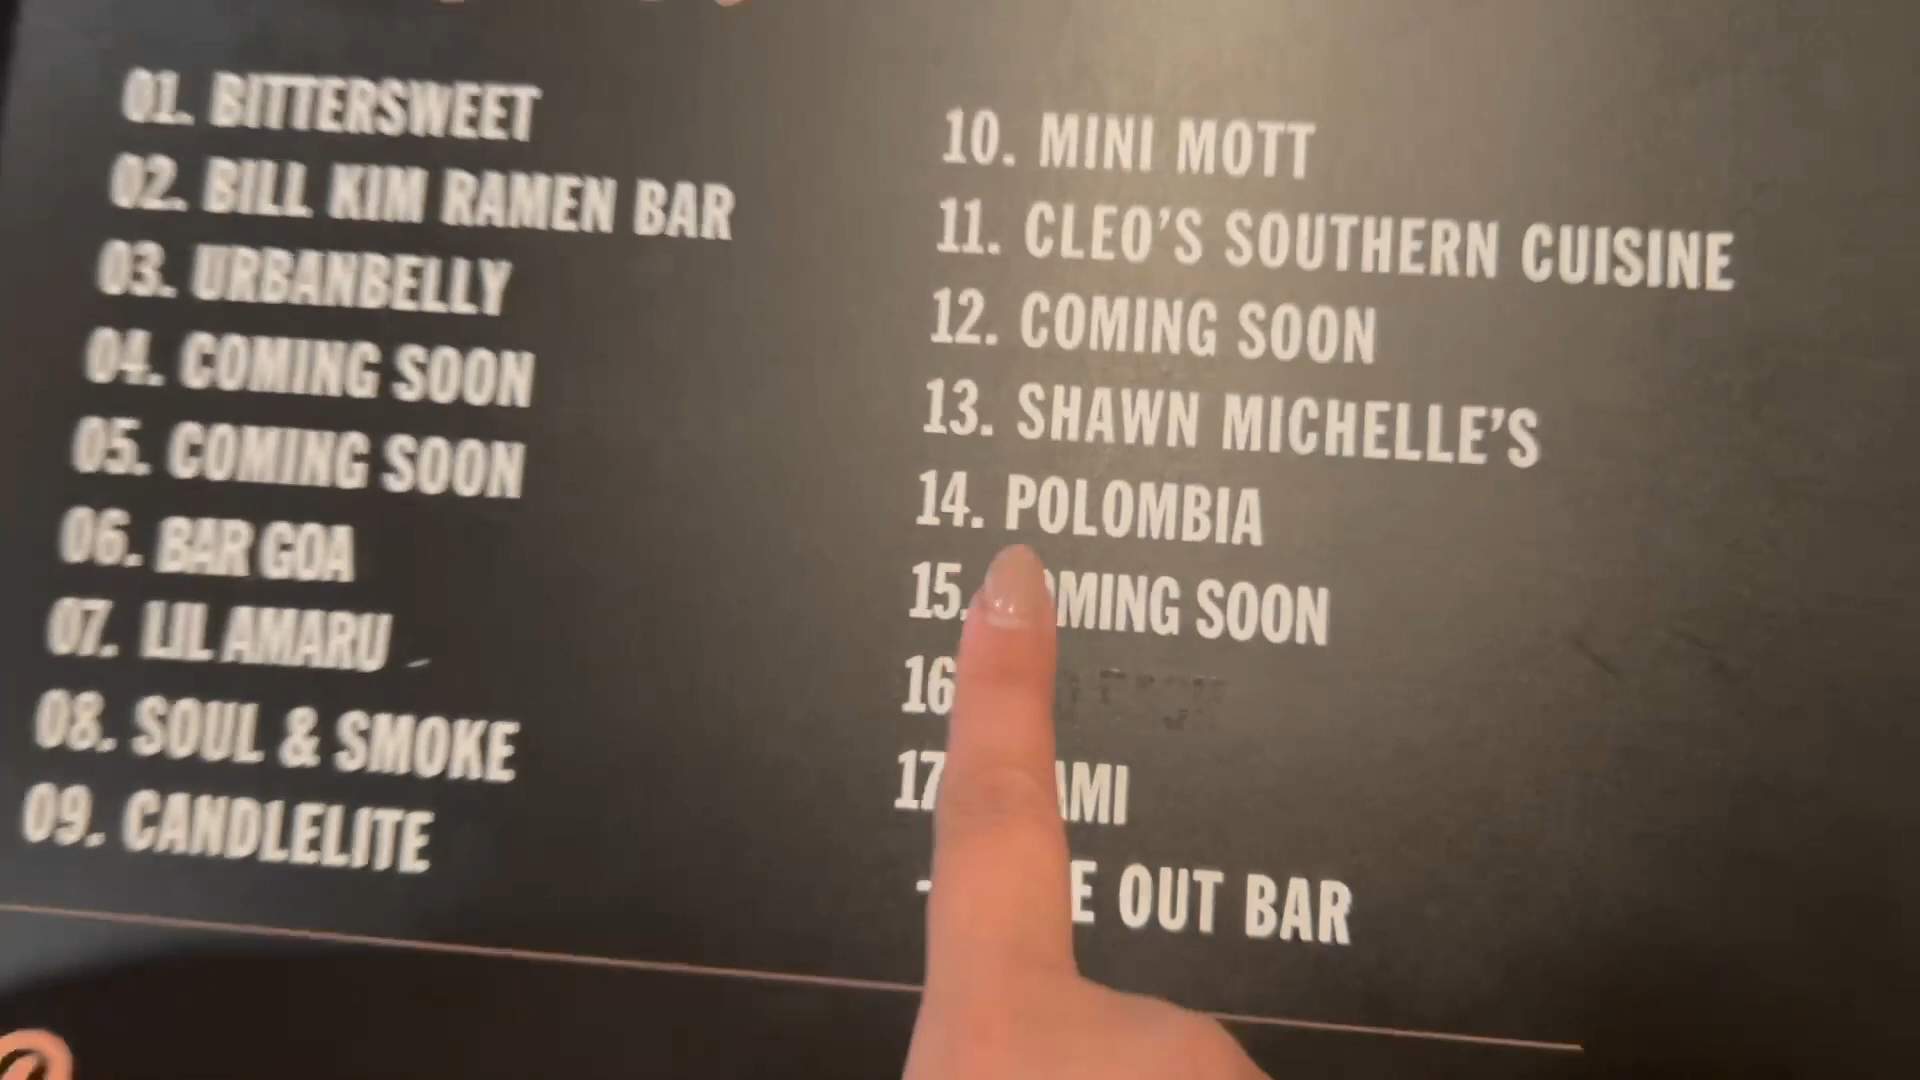 01. BITTERSWEET
02. BILL KIM RAMEN BAR
03. URBANBELLY
04. COMING SOON
05. COMING SOON
06. BAR GOA
07. LIL AMARU
08. SOUL & SMOKE
09. CANDLELITE
10. MINI MOTT
11. CLEO'S SOUTHERN CUISINE
12. COMING SOON
13. SHAWN MICHELLE'S
14. POLOMBIA
15. COMING SOON
16
17
OUT BAR